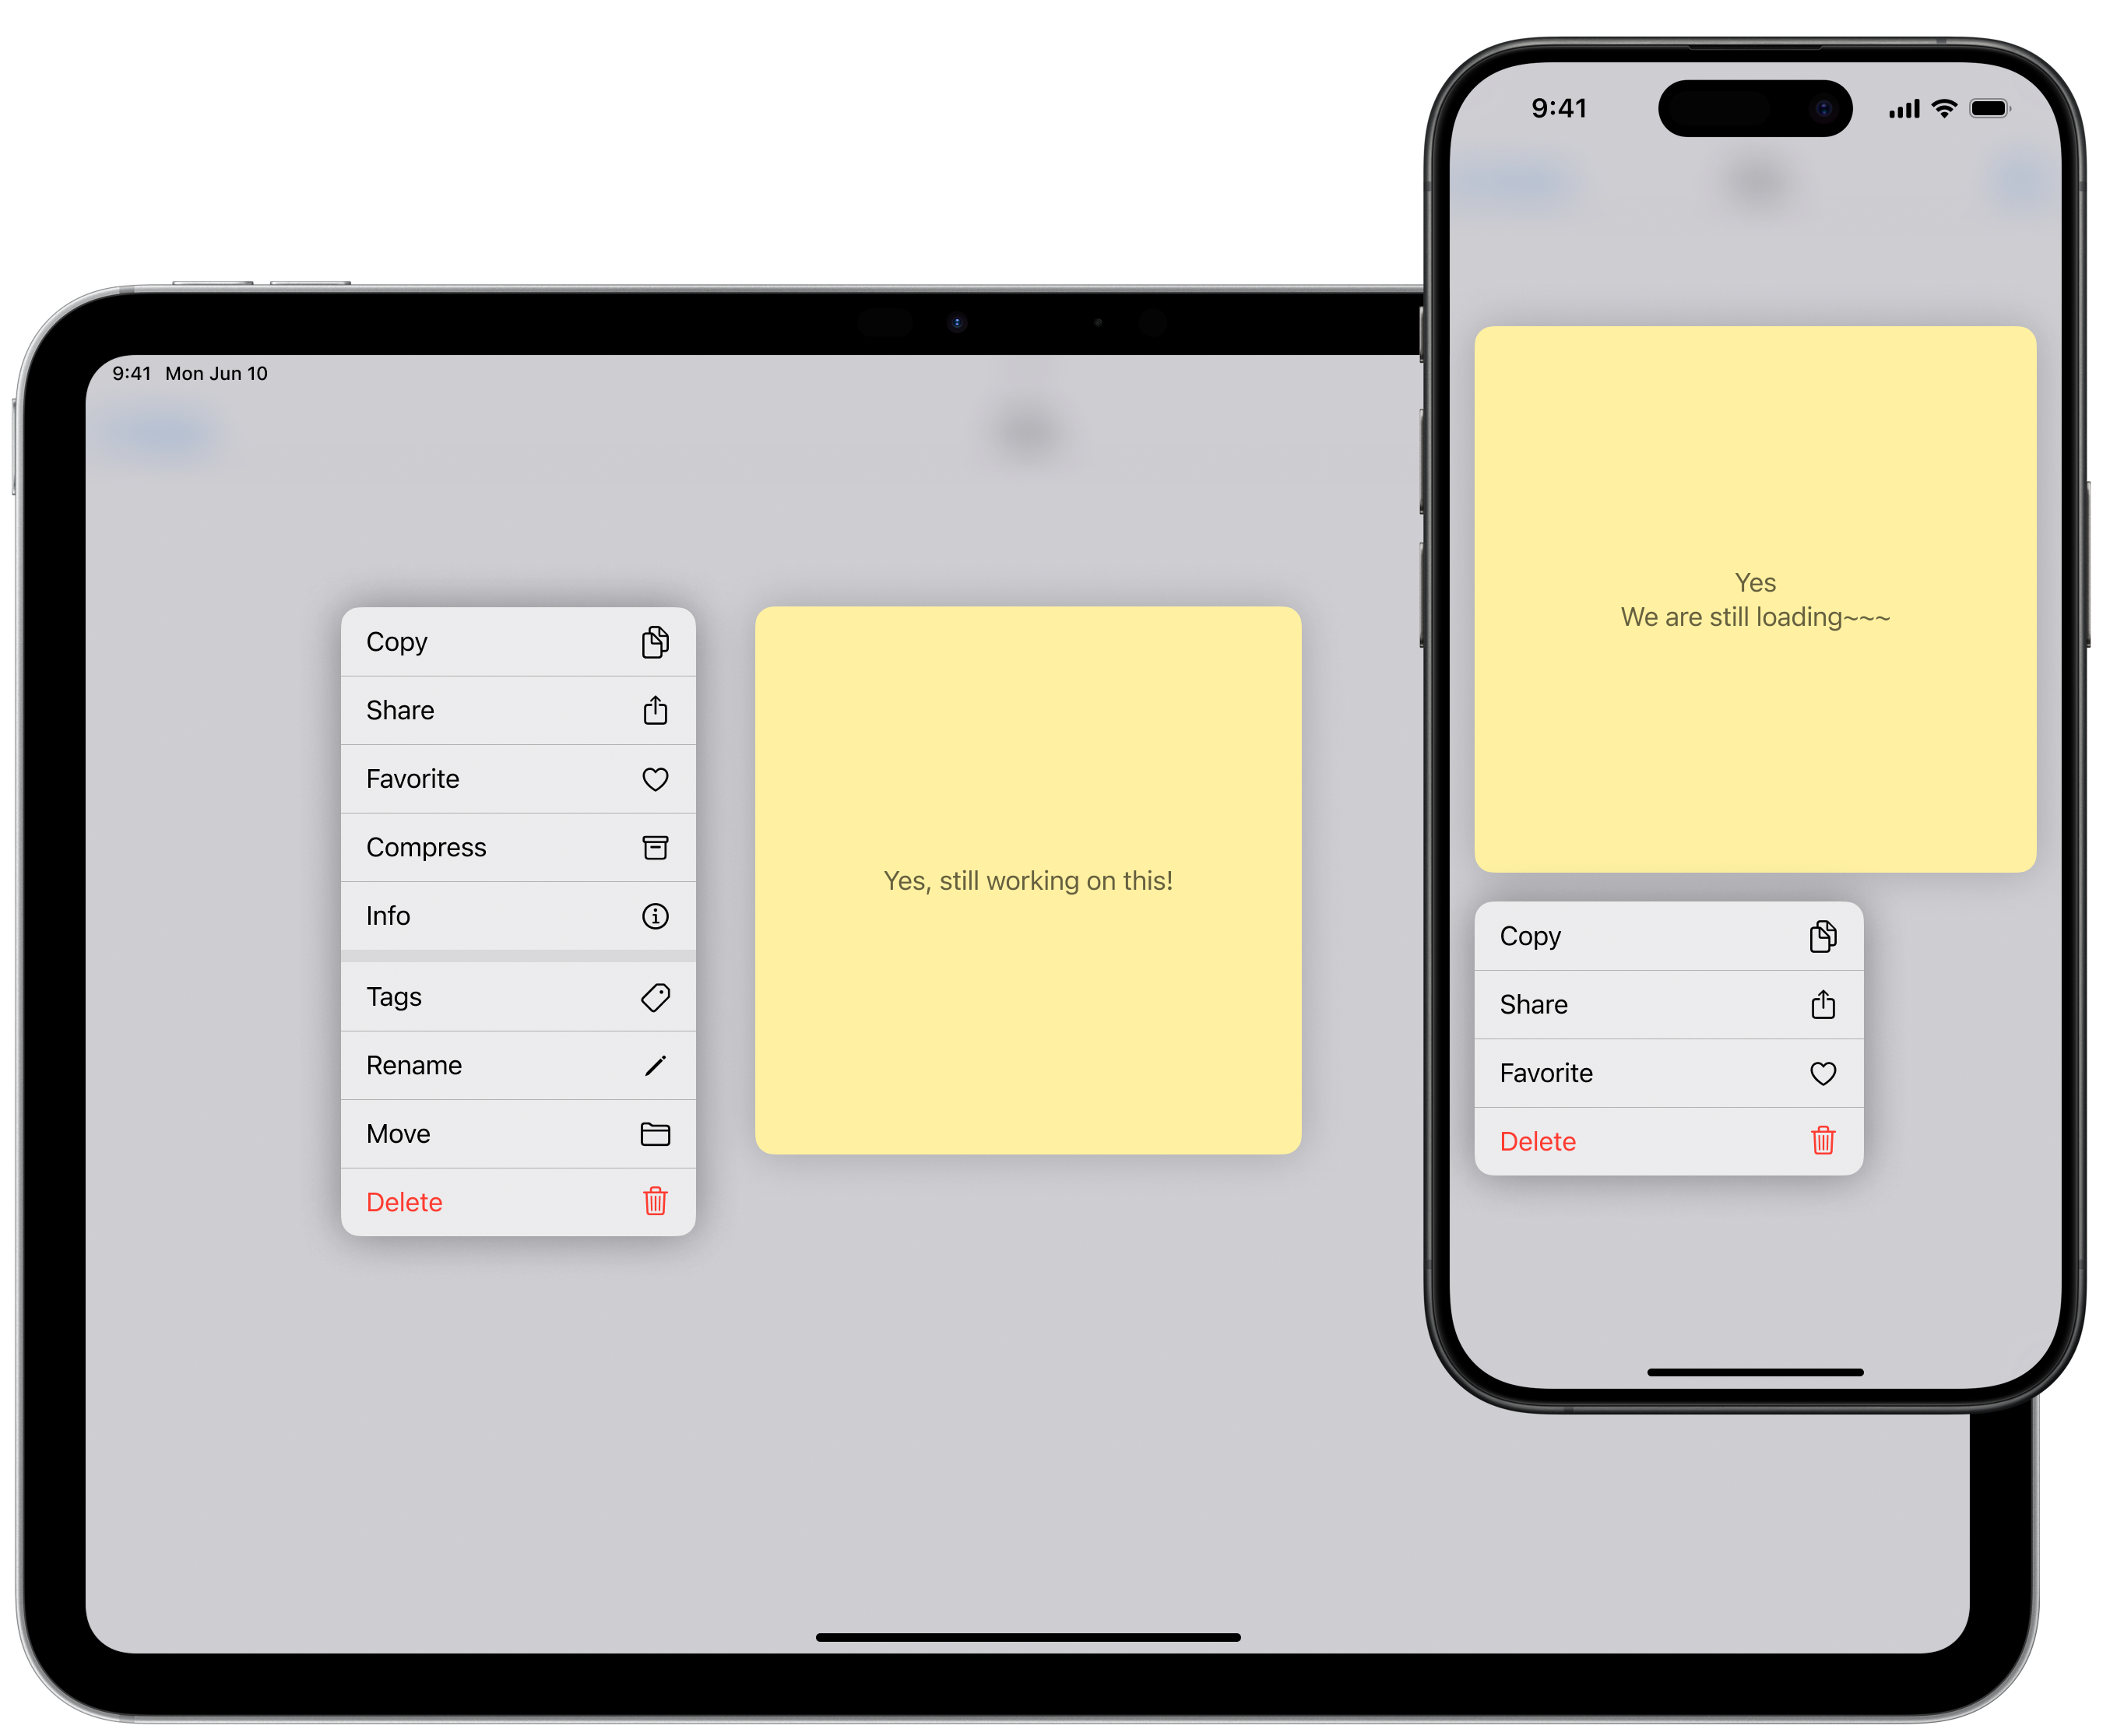 9:41 Mon Jun 10
Copy
Share
Favorite
Compress
Info
Tags
Rename
Move
Delete
Yes, still working on this!
9:41
Yes
We are still loading~~~
Copy
Share
Favorite
Delete